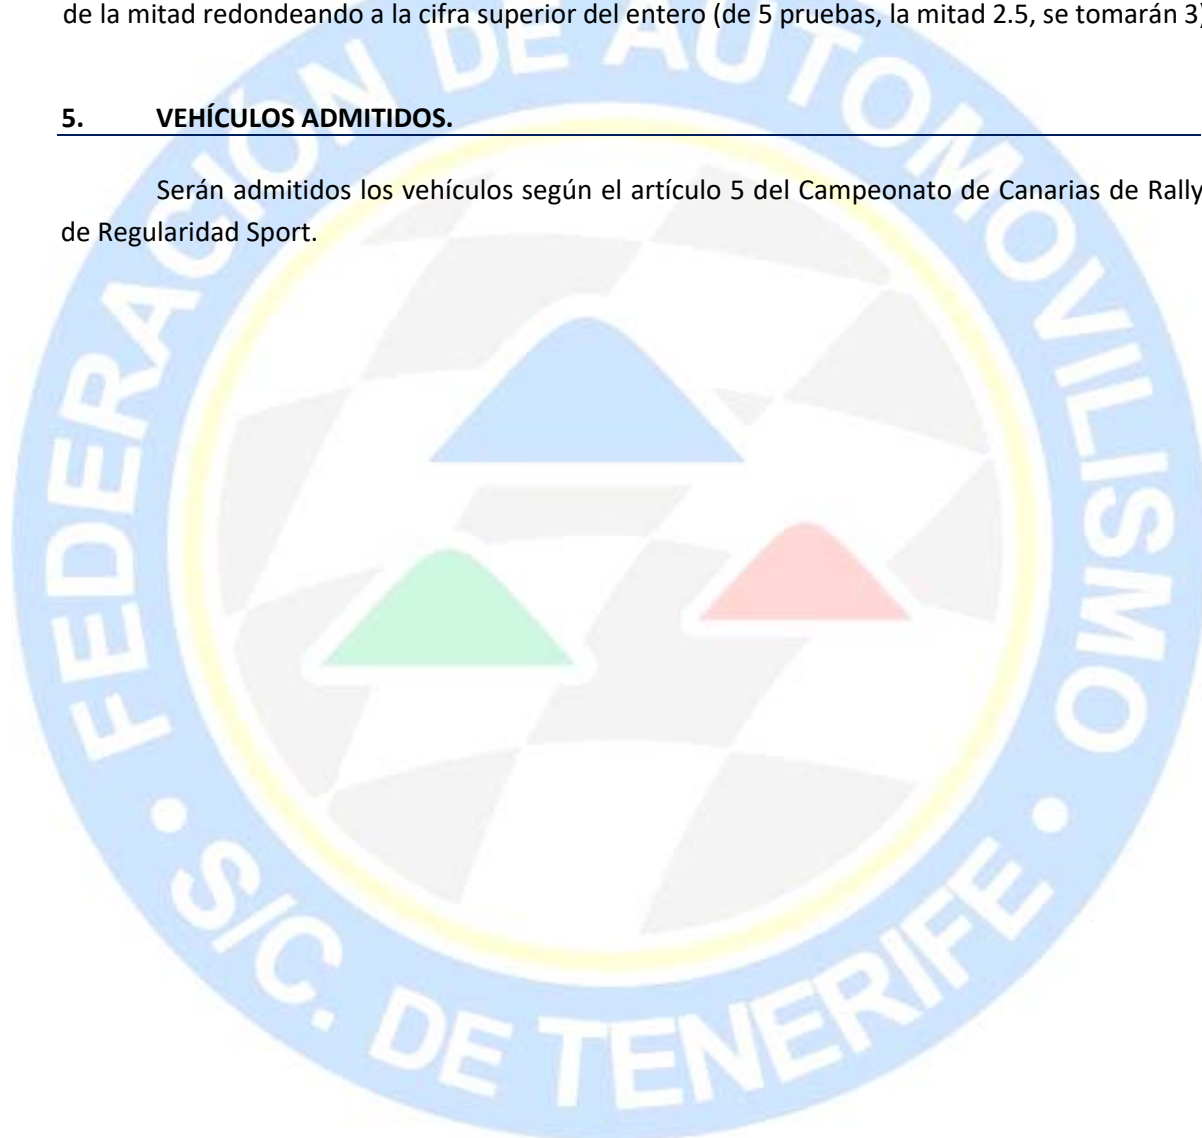 de la mitad redondeando a la cifra superior del entero (de 5 pruebas, la mitad 2.5, se tomarán 3)
5. VEHÍCULOS ADMITIDOS.
Serán admitidos los vehículos según el artículo 5 del Campeonato de Canarias de Rally
de Regularidad Sport.
FEDERACIÓN DE AUTOMOVILISMO
• S/C. DE TENERIFE •